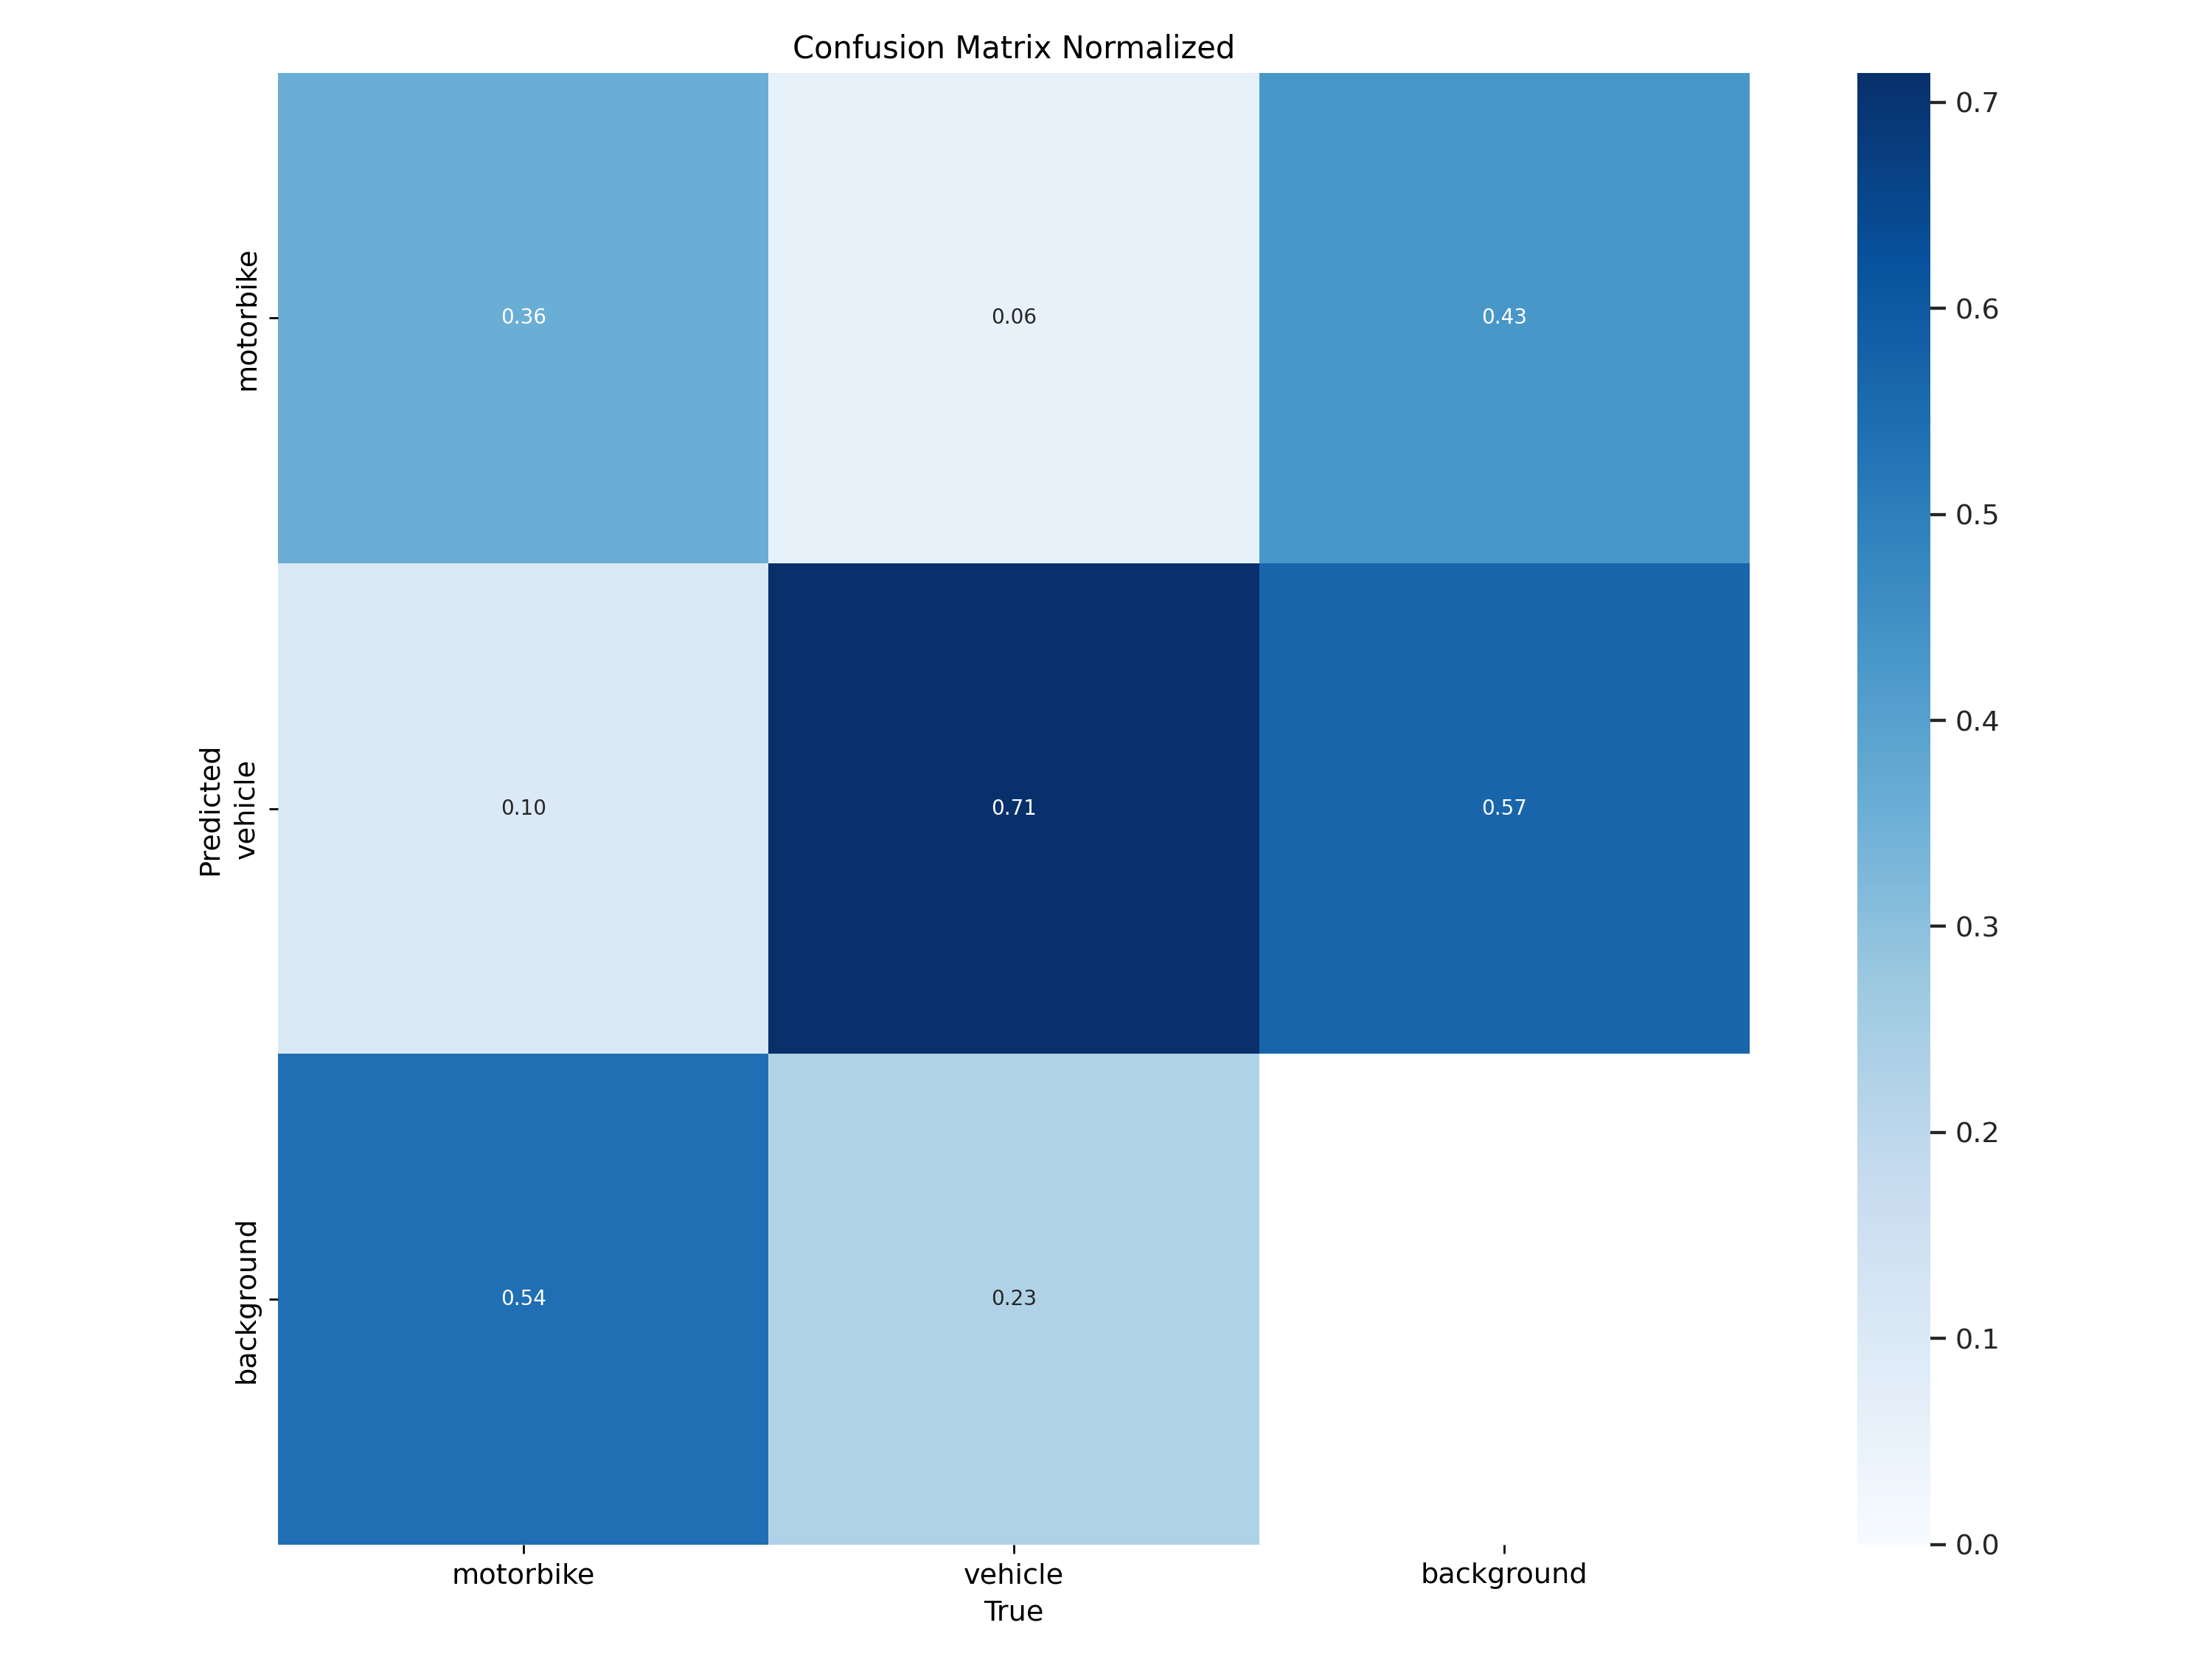 Confusion Matrix Normalized
motorbike
0.36
0.06
0.43
Predicted
vehicle
0.10
0.71
0.57
background
0.54
0.23
motorbike
vehicle
background
True
0.7
0.6
0.5
0.4
0.3
0.2
0.1
0.0